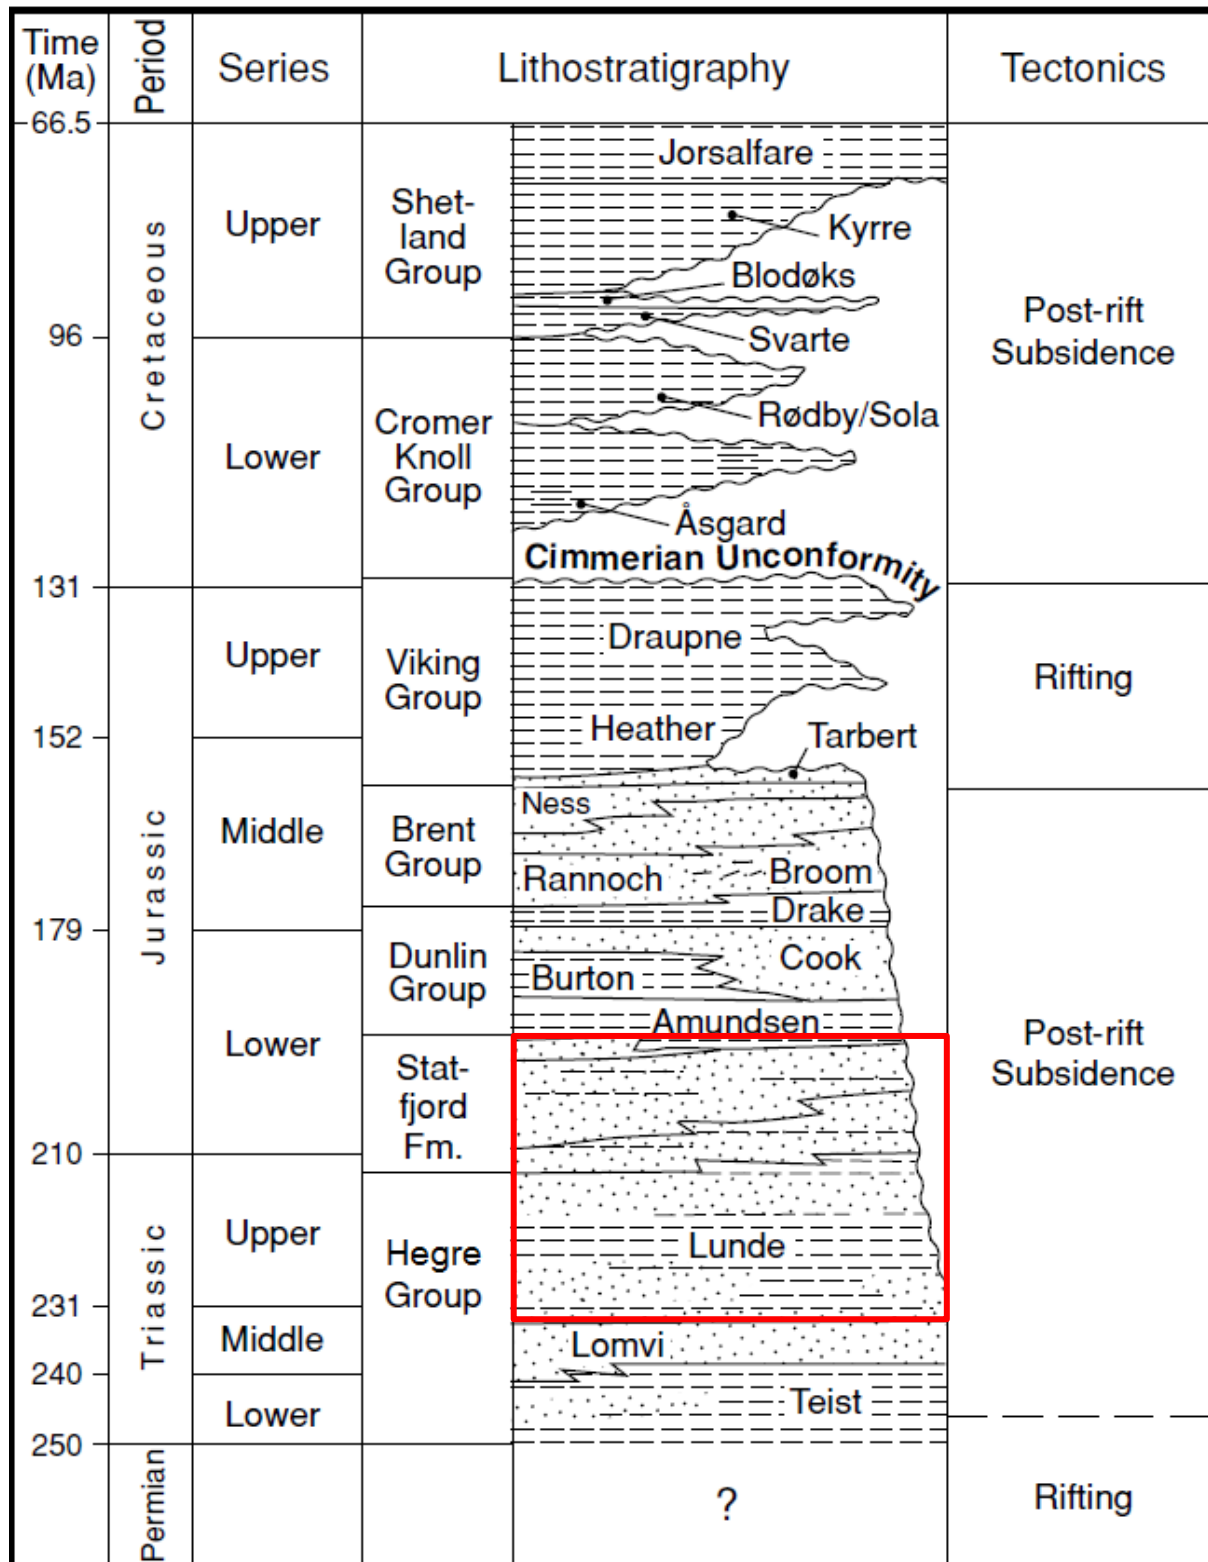 Time
(Ma)
Period
Series
Lithostratigraphy
Tectonics
66.5
96
131
152
179
210
231
240
250
Cretaceous
Jurassic
Triassic
Permian
Upper
Lower
Upper
Middle
Lower
Upper
Middle
Lower
Shet-
land
Group
Cromer
Knoll
Group
Viking
Group
Brent
Group
Dunlin
Group
Stat-
fjord
Fm.
Hegre
Group
Jorsalfare
Kyrre
Blodøks
Svarte
Rødby/Sola
Åsgard
Cimmerian Unconformity
Draupne
Heather
Tarbert
Ness
Rannoch
Broom
Drake
Cook
Burton
Amundsen
Lunde
Lomvi
Teist
?
Post-rift
Subsidence
Rifting
Post-rift
Subsidence
Rifting